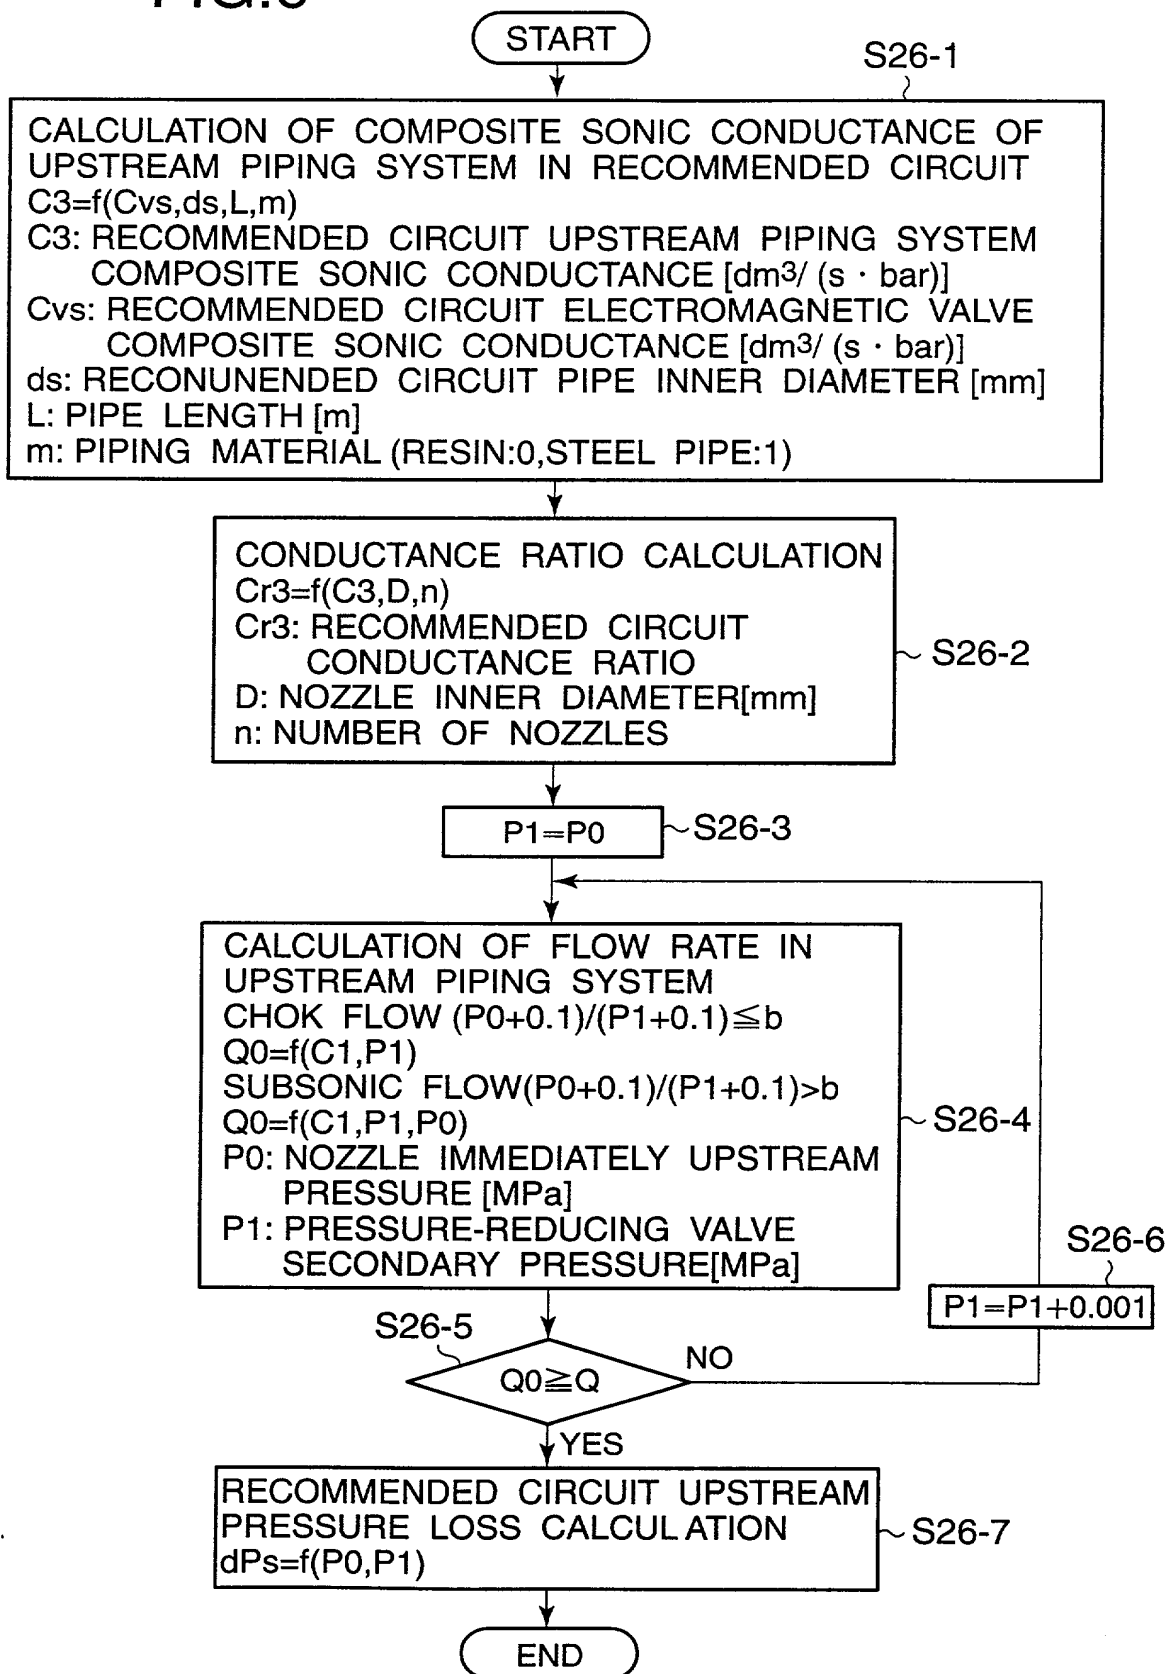 START
S26-1
CALCULATION OF COMPOSITE SONIC CONDUCTANCE OF
UPSTREAM PIPING SYSTEM IN RECOMMENDED CIRCUIT
C3=f(Cvs,ds,L,m)
C3: RECOMMENDED CIRCUIT UPSTREAM PIPING SYSTEM
COMPOSITE SONIC CONDUCTANCE [dm3/ (s · bar)]
Cvs: RECOMMENDED CIRCUIT ELECTROMAGNETIC VALVE
COMPOSITE SONIC CONDUCTANCE [dm3/ (s · bar)]
ds: RECONUNENDED CIRCUIT PIPE INNER DIAMETER [mm]
L: PIPE LENGTH [m]
m: PIPING MATERIAL (RESIN:0,STEEL PIPE:1)
CONDUCTANCE RATIO CALCULATION
Cr3=f(C3,D,n)
Cr3: RECOMMENDED CIRCUIT
CONDUCTANCE RATIO
D: NOZZLE INNER DIAMETER[mm]
n: NUMBER OF NOZZLES
S26-2
P1=P0
S26-3
CALCULATION OF FLOW RATE IN
UPSTREAM PIPING SYSTEM
CHOK FLOW (P0+0.1)/(P1+0.1)≦b
Q0=f(C1,P1)
SUBSONIC FLOW(P0+0.1)/(P1+0.1)>b
Q0=f(C1,P1,P0)
P0: NOZZLE IMMEDIATELY UPSTREAM
PRESSURE [MPa]
P1: PRESSURE-REDUCING VALVE
SECONDARY PRESSURE[MPa]
S26-4
S26-6
P1=P1+0.001
S26-5
Q0≧Q
NO
YES
RECOMMENDED CIRCUIT UPSTREAM
PRESSURE LOSS CALCULATION
dPs=f(P0,P1)
S26-7
END